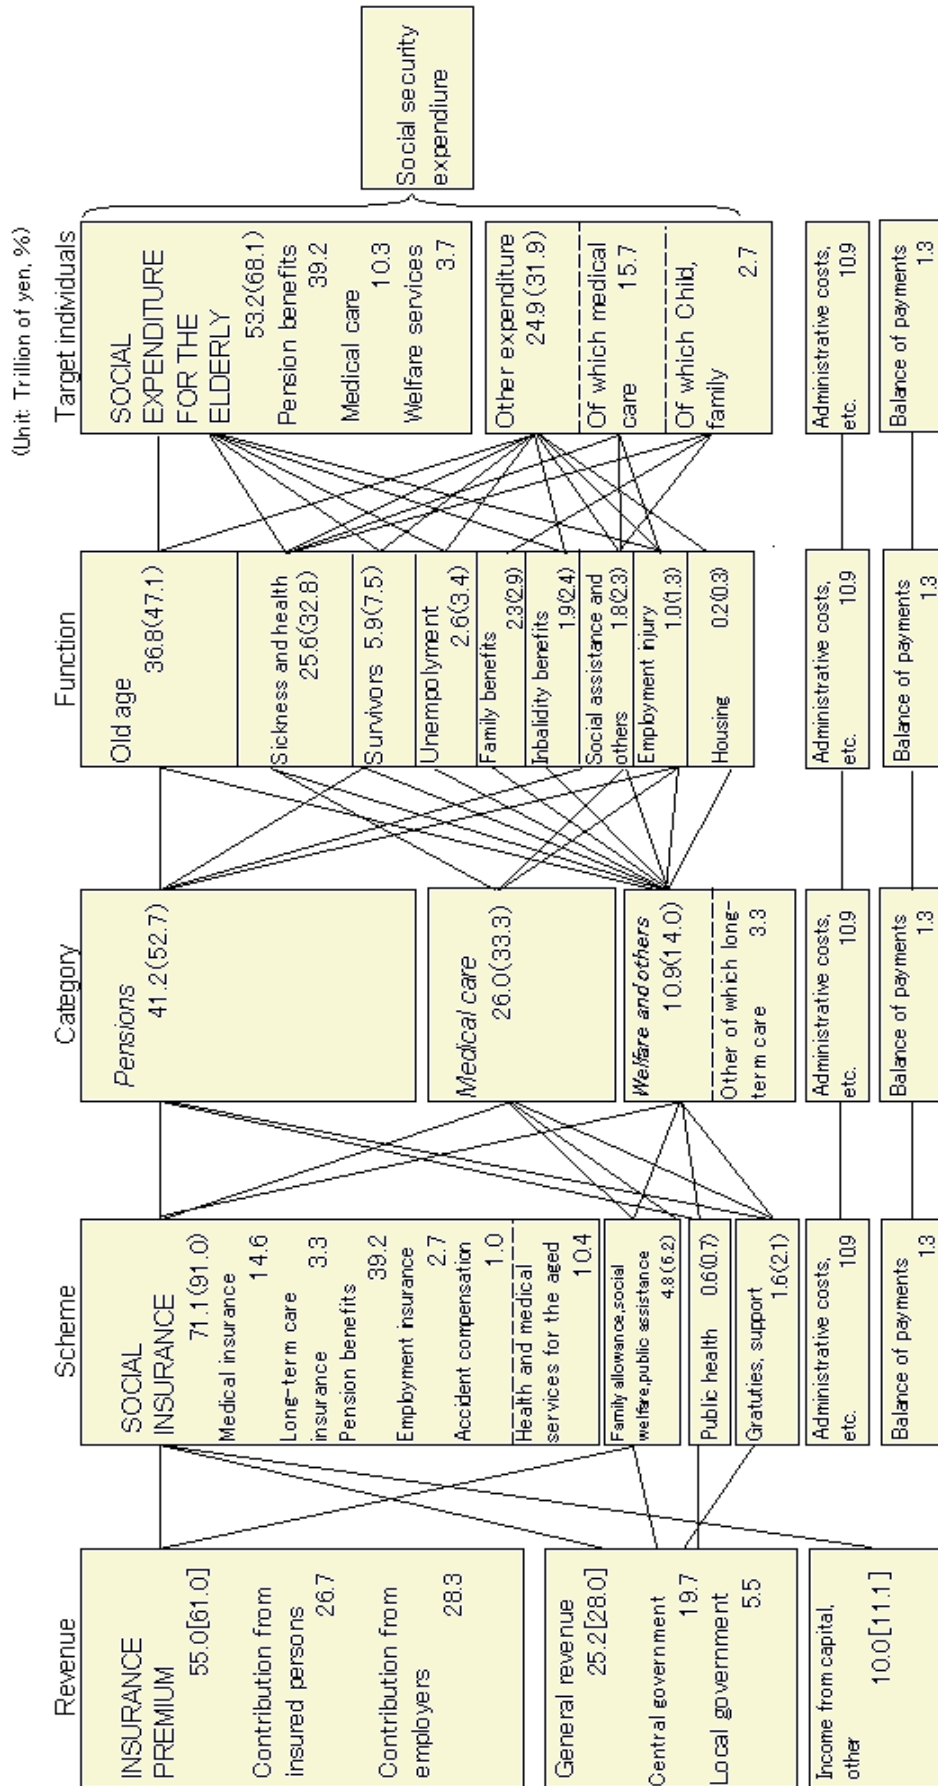 (Unit: Trillion of yen, %)
Revenue
INSURANCE
PREMIUM
55.0[61.0]
Contribution from
insured persons
26.7
Contribution from
employers
28.3
General revenue
25.2[28.0]
Central government
19.7
Local government
5.5
Income from capital,
other
10.0[11.1]
Scheme
SOCIAL
INSURANCE
71.1(91.0)
Medical insurance
14.6
Long-term care
insurance 3.3
Pension benefits
39.2
Employment insurance
2.7
Accident compensation
1.0
Health and medical
services for the aged
10.4
Family allowance,social
welfare,public assistance
4.8(6.2)
Public health 0.6(0.7)
Gratuties, support
1.6(2.1)
Administrative costs,
etc. 10.9
Balance of payments
1.3
Category
Pensions
41.2(52.7)
Medical care
26.0(33.3)
Welfare and others
10.9(14.0)
Other of which long-
term care 3.3
Administrative costs,
etc. 10.9
Balance of payments
1.3
Function
Old age
36.8(47.1)
Sickness and health
25.6(32.8)
Survivors 5.9(7.5)
Unempolyment
2.6(3.4)
Family benefits
2.3(2.9)
Inbalidity benefits
1.9(2.4)
Social assistance and
others 1.8(2.3)
Employment injury
1.0(1.3)
Housing 0.2(0.3)
Administrative costs,
etc. 10.9
Balance of payments
1.3
Target individuals
SOCIAL
EXPENDITURE
FOR THE
ELDERLY
53.2(68.1)
Pension benefits
39.2
Medical care
10.3
Welfare services
3.7
Other expenditure
24.9(31.9)
Of which medical
care 15.7
Of which Child,
family
2.7
Administrative costs,
etc. 10.9
Balance of payments
1.3
Social security
expendiure